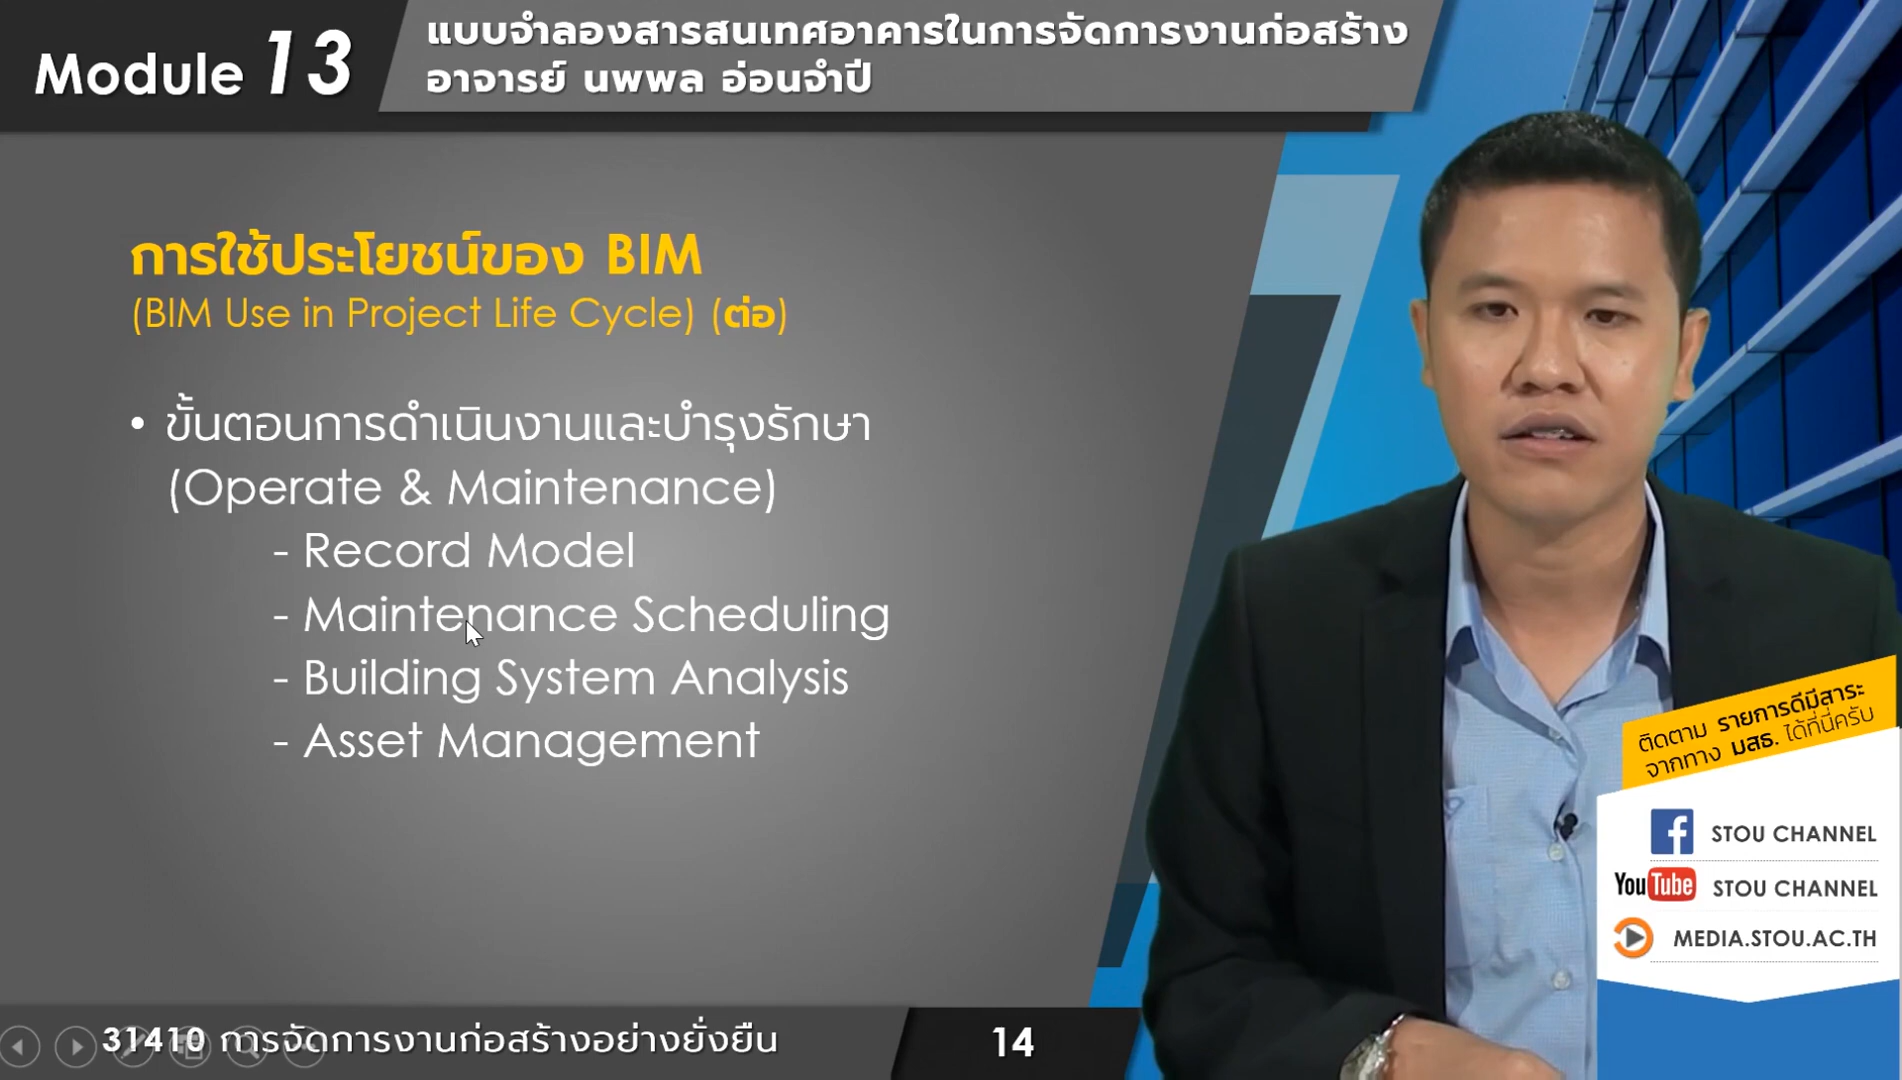 Module 13
แบบจำลองสารสนเทศอาคารในการจัดการงานก่อสร้าง
อาจารย์ นพพล อ่อนจำปี
การใช้ประโยชน์ของ BIM
(BIM Use in Project Life Cycle) (ต่อ)
• ขั้นตอนการดำเนินงานและบำรุงรักษา
(Operate & Maintenance)
- Record Model
- Maintenance Scheduling
- Building System Analysis
- Asset Management
ติดตาม รายการดีมีสาระ
จากทาง มสธ. ได้ที่นี่ครับ
f STOU CHANNEL
YouTube STOU CHANNEL
MEDIA.STOU.AC.TH
31410 การจัดการงานก่อสร้างอย่างยั่งยืน
14